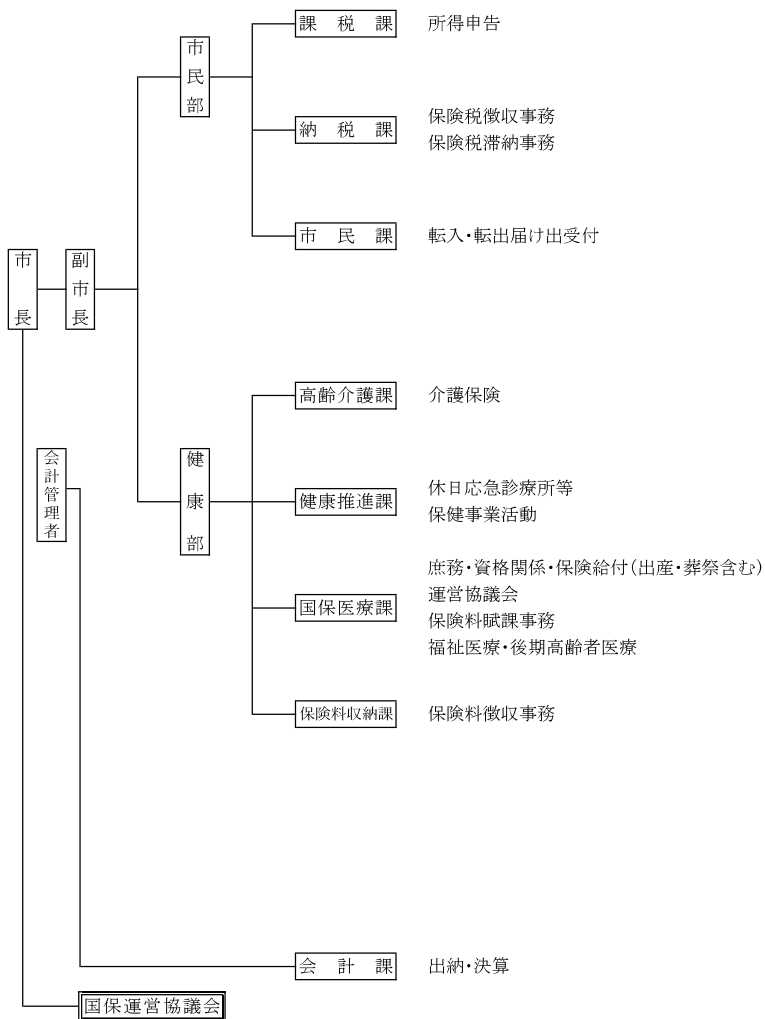 課税課 所得申告
市民部
納税課 保険税徴収事務
保険税滞納事務
市民課 転入・転出届け出受付
市長
副市長
高齢介護課 介護保険
会計管理者
健康部
健康推進課 休日応急診療所等
保健事業活動
国保医療課 庶務・資格関係・保険給付(出産・葬祭含む)
運営協議会
保険料賦課事務
福祉医療・後期高齢者医療
保険料収納課 保険料徴収事務
会計課 出納・決算
国保運営協議会